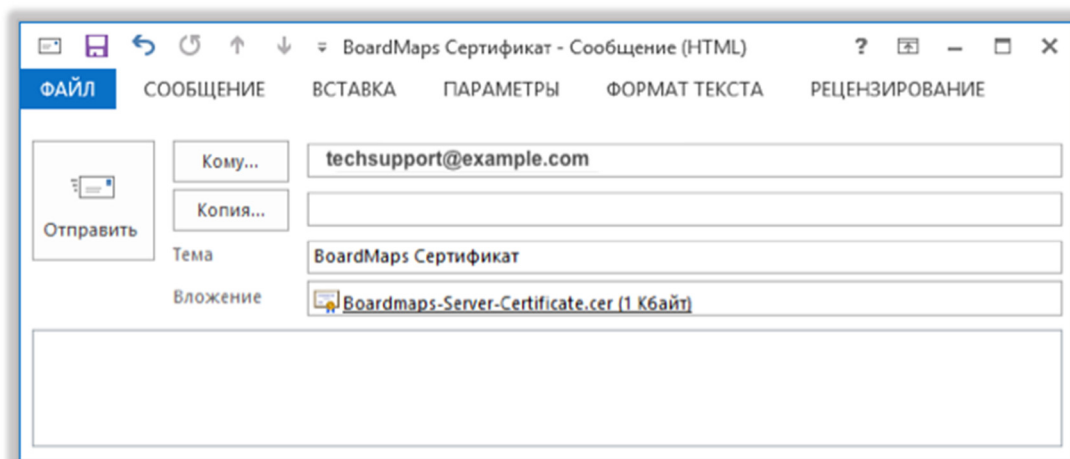 BoardMaps Сертификат - Сообщение (HTML) ?
ФАЙЛ СООБЩЕНИЕ ВСТАВКА ПАРАМЕТРЫ ФОРМАТ ТЕКСТА РЕЦЕНЗИРОВАНИЕ
Отправить
Кому... techsupport@example.com
Копия...
Тема BoardMaps Сертификат
Вложение Boardmaps-Server-Certificate.cer (1 Кбайт)